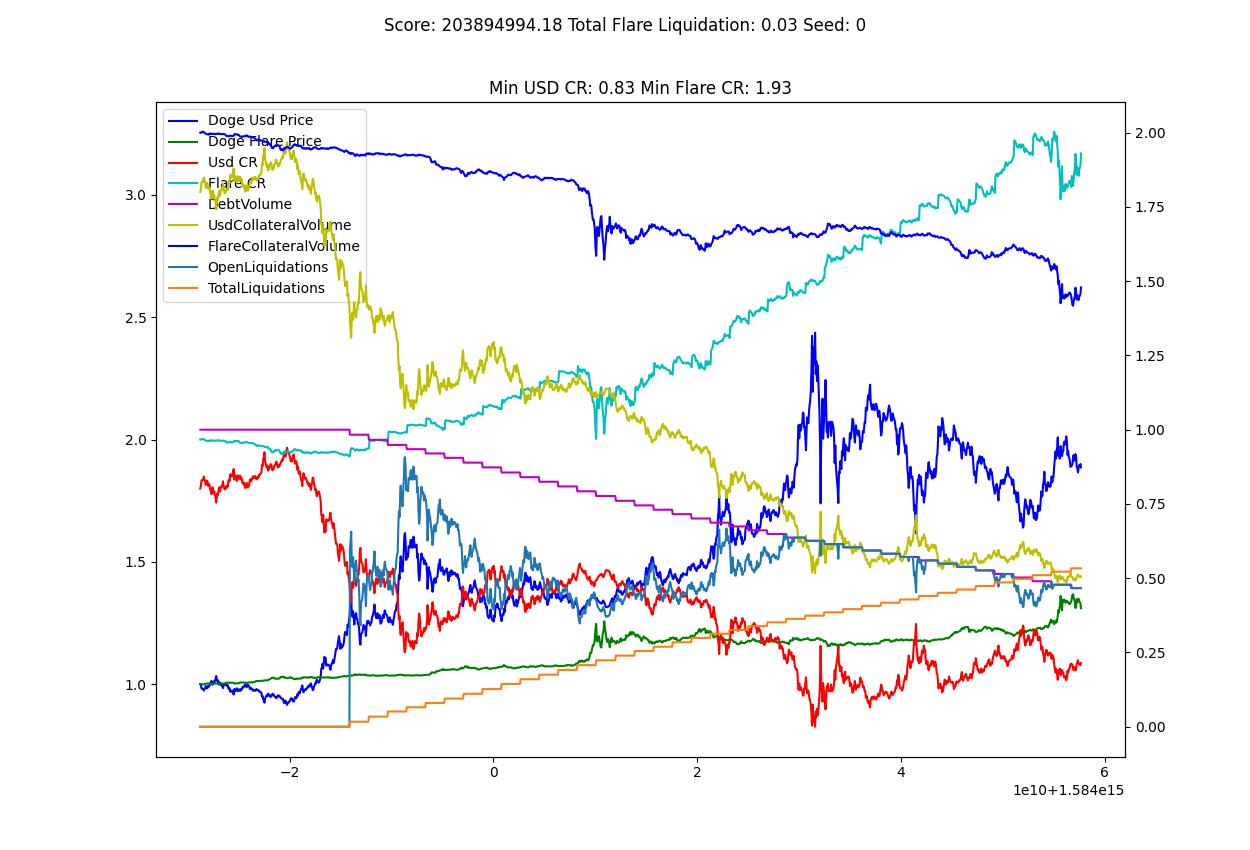 Score: 203894994.18 Total Flare Liquidation: 0.03 Seed: 0
Min USD CR: 0.83 Min Flare CR: 1.93
Doge Usd Price
Doge Flare Price
Usd CR
Flare CR
DebtVolume
UsdCollateralVolume
FlareCollateralVolume
OpenLiquidations
TotalLiquidations
3.0
2.5
2.0
1.5
1.0
2.00
1.75
1.50
1.25
1.00
0.75
0.50
0.25
0.00
−2
0
2
4
6
1e10+1.584e15